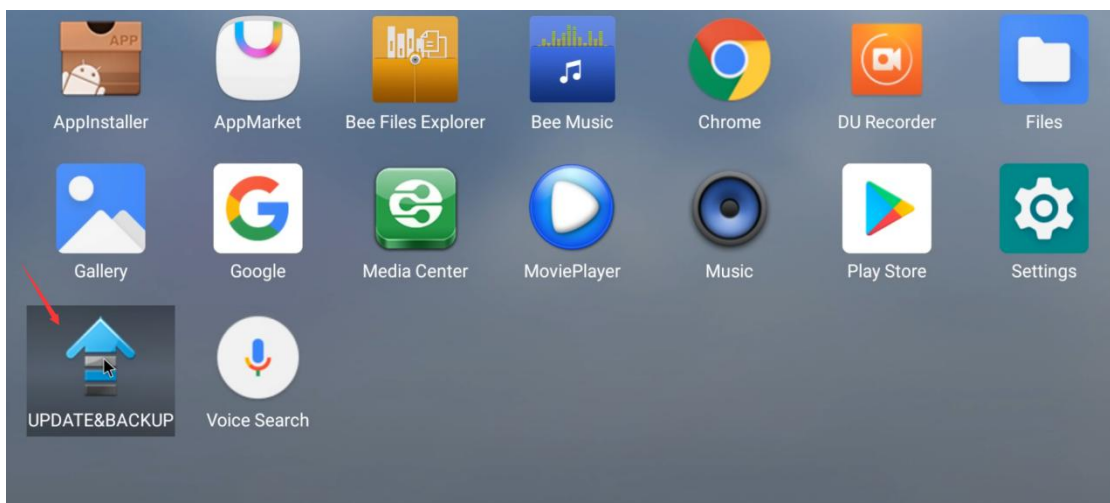 APP
AppInstaller
AppMarket
Bee Files Explorer
Bee Music
Chrome
DU Recorder
Files
Gallery
Google
Media Center
MoviePlayer
Music
Play Store
Settings
UPDATE&BACKUP
Voice Search